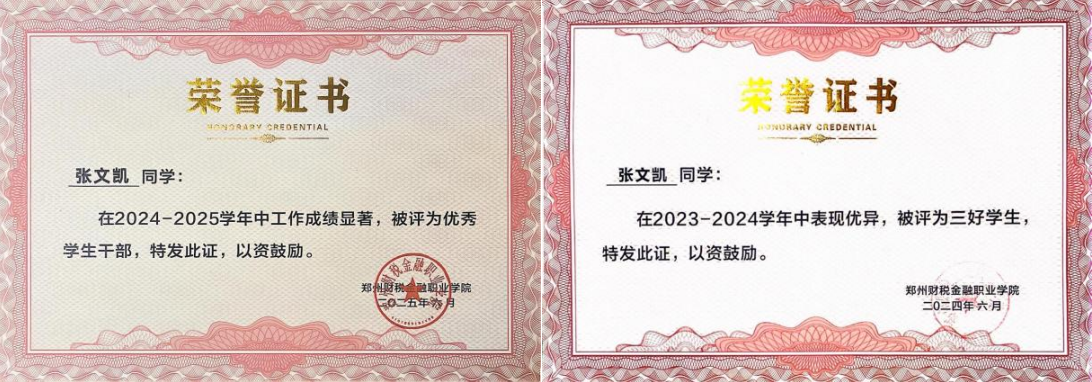 荣誉证书
HONORARY CREDENTIAL
张文凯 同学：
在2024-2025学年中工作成绩显著，被评为优秀
学生干部，特发此证，以资鼓励。
郑州财税金融职业学院
二〇二五年六月
荣誉证书
HONORARY CREDENTIAL
张文凯 同学：
在2023-2024学年中表现优异，被评为三好学生，
特发此证，以资鼓励。
郑州财税金融职业学院
二〇二四年六月